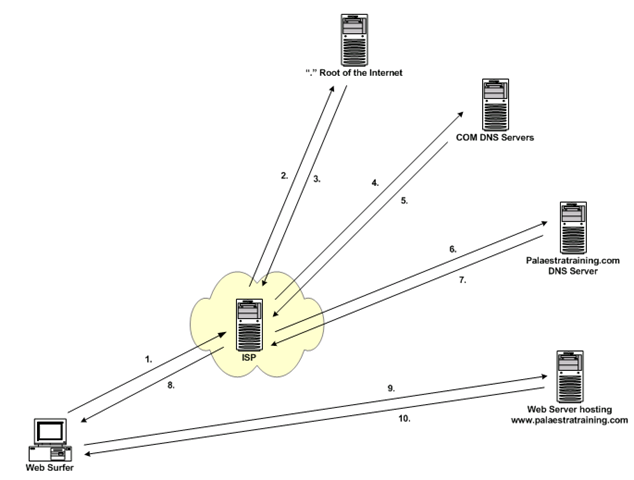 "." Root of the Internet
COM DNS Servers
2.
3.
4.
5.
6.
Palaestratraining.com
DNS Server
7.
1.
ISP
8.
9.
10.
Web Server hosting
www.palaestratraining.com
Web Surfer